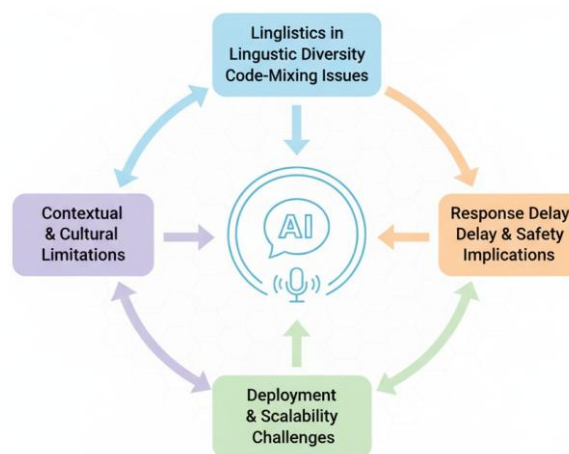 Linglistics in
Lingustic Diversity
Code-Mixing Issues
Contextual
& Cultural
Limitations
AI
Response Delay
Delay & Safety
Implications
Deployment
& Scalability
Challenges